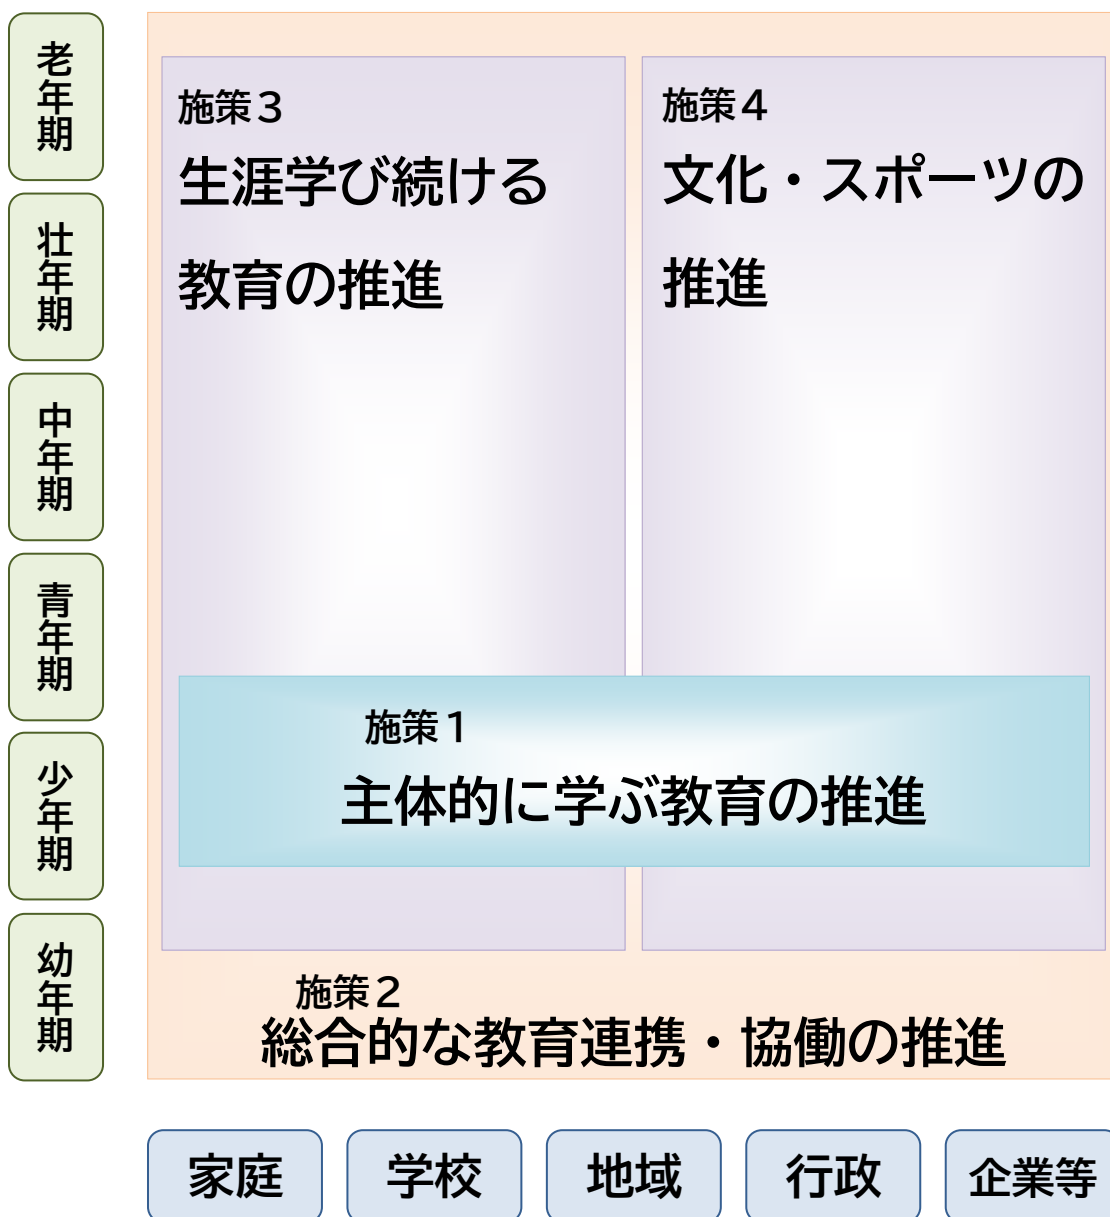 老年期
壮年期
中年期
青年期
少年期
幼年期
施策３
生涯学び続ける
教育の推進
施策４
文化・スポーツの
推進
施策１
主体的に学ぶ教育の推進
施策２
総合的な教育連携・協働の推進
家庭
学校
地域
行政
企業等